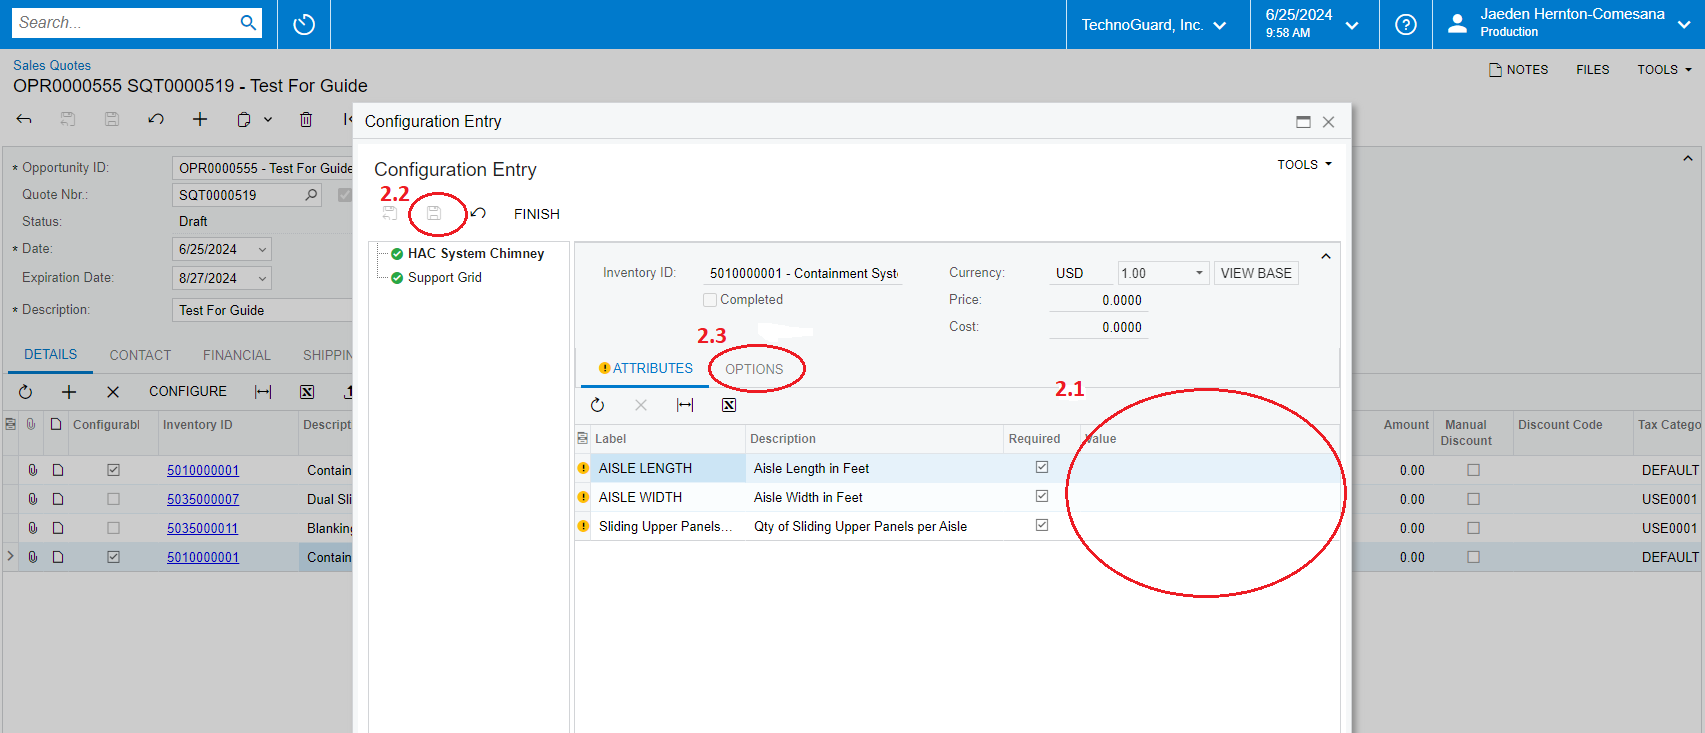 Search...
TechnoGuard, Inc.
6/25/2024
9:58 AM
Jaeden Hernton-Comesana
Production
Sales Quotes
OPR0000555 SQT0000519 - Test For Guide
NOTES FILES TOOLS
Configuration Entry
* Opportunity ID: OPR0000555 - Test For Guide
Quote Nbr.: SQT0000519
Status: Draft
* Date: 6/25/2024
Expiration Date: 8/27/2024
* Description: Test For Guide
DETAILS CONTACT FINANCIAL SHIPPIN
CONFIGURE
Configurabl Inventory ID Descript
5010000001 Contain
5035000007 Dual Sli
5035000011 Blanking
5010000001 Contain
Configuration Entry
TOOLS
2.2
FINISH
HAC System Chimney
Support Grid
Inventory ID: 5010000001 - Containment Syst
Completed
Currency: USD 1.00 VIEW BASE
Price: 0.0000
Cost: 0.0000
2.3
ATTRIBUTES OPTIONS
2.1
Label Description Required Value
AISLE LENGTH Aisle Length in Feet
AISLE WIDTH Aisle Width in Feet
Sliding Upper Panels... Qty of Sliding Upper Panels per Aisle
Amount Manual Discount Discount Code Tax Catego
0.00 DEFAULT
0.00 USE0001
0.00 USE0001
0.00 DEFAULT